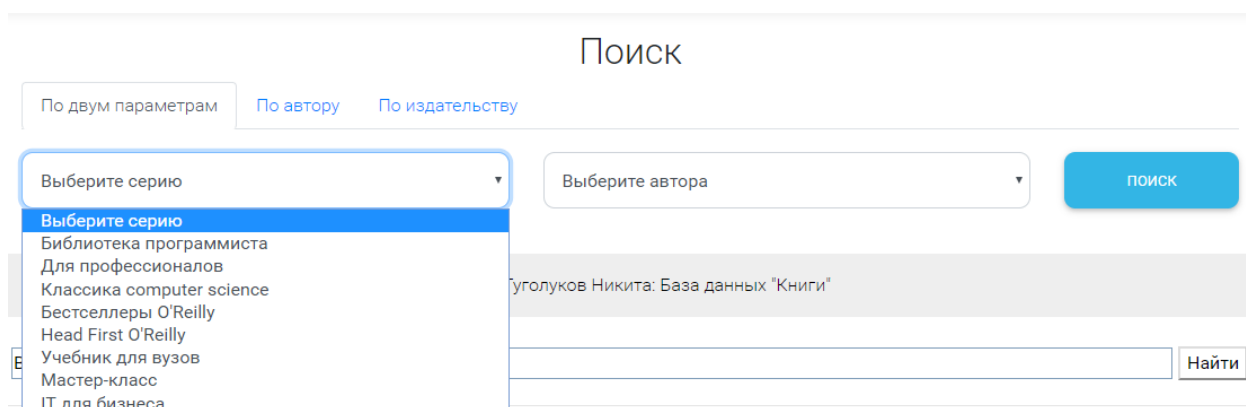 Поиск
По двум параметрам По автору По издательству
Выберите серию Выберите автора ПОИСК
Выберите серию
Библиотека программиста
Для профессионалов
Классика computer science
Бестселлеры O'Reilly
Head First O'Reilly
Учебник для вузов
Мастер-класс
IT для бизнеса
Гуголуков Никита: База данных "Книги"
Найти